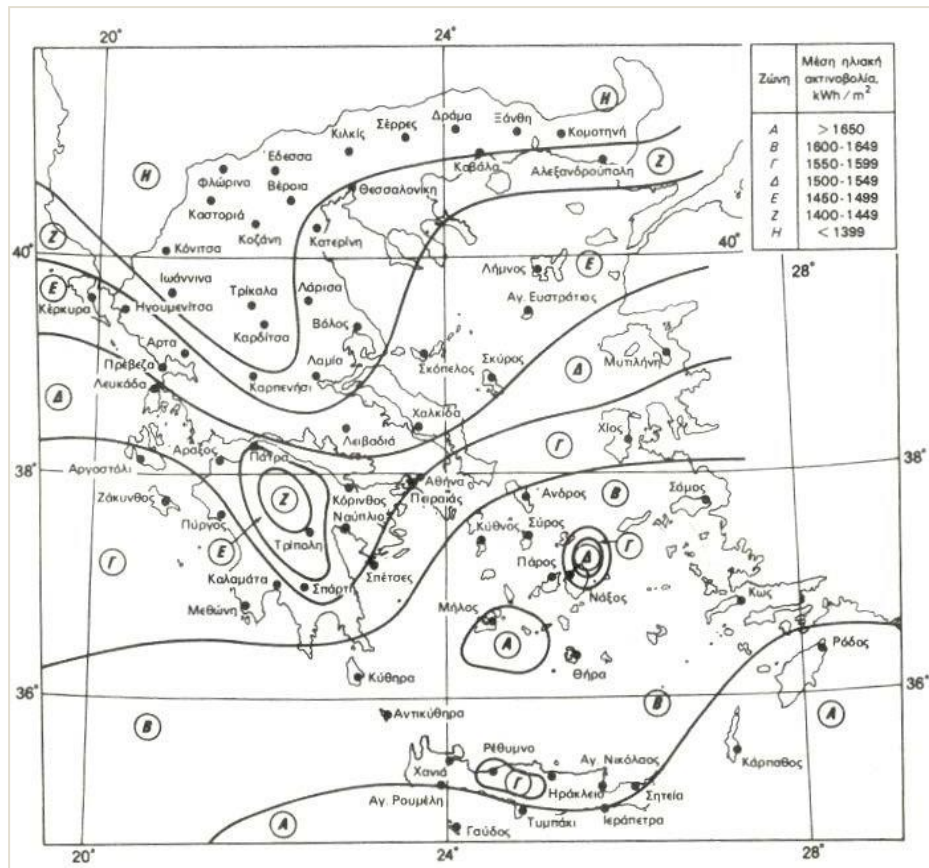 20°
24°
Ζώνη
Μέση ηλιακή
ακτινοβολία,
kWh / m²
Α > 1650
Β 1600-1649
Γ 1550-1599
Δ 1500-1549
Ε 1450-1499
Ζ 1400-1449
Η < 1399
Η
Δράμα
Ξάνθη
Σέρρες
Κομοτηνή
Κιλκίς
Έδεσσα
Καβάλα
Αλεξανδρούπολη
Ζ
Η
Φλώρινα
Βέροια
Θεσσαλονίκη
Καστοριά
Κοζάνη
Κατερίνη
Ζ
Κόνιτσα
40°
40°
28°
Λήμνος
Ε
Ε
Ιωάννινα
Κέρκυρα
Ηγουμενίτσα
Τρίκαλα
Λάρισα
Αγ. Ευστράτιος
Καρδίτσα
Βόλος
Άρτα
Πρέβεζα
Λαμία
Σκόπελος
Σκύρος
Δ
Μυτιλήνη
Λευκάδα
Καρπενήσι
Δ
Χαλκίδα
Λειβαδιά
Γ
Χίος
Άραξος
Πάτρα
38°
38°
Αργοστόλι
Αθήνα
Πειραιάς
Ζ
Κόρινθος
Άνδρος
Β
Σάμος
Ζάκυνθος
Ναύπλιο
Πύργος
Κύθνος
Σύρος
Γ
Ε
Τρίπολη
Δ
Γ
Σπέτσες
Πάρος
Καλαμάτα
Σπάρτη
Νάξος
Μεθώνη
Μήλος
Κως
Α
Ρόδος
Θήρα
Κύθηρα
36°
36°
Β
Αντικύθηρα
Β
Α
Ρέθυμνο
Αγ. Νικόλαος
Κάρπαθος
Χανιά
Γ
Ηράκλειο
Σητεία
Αγ. Ρουμέλη
Τυμπάκι
Ιεράπετρα
Α
Γαύδος
20°
24°
28°